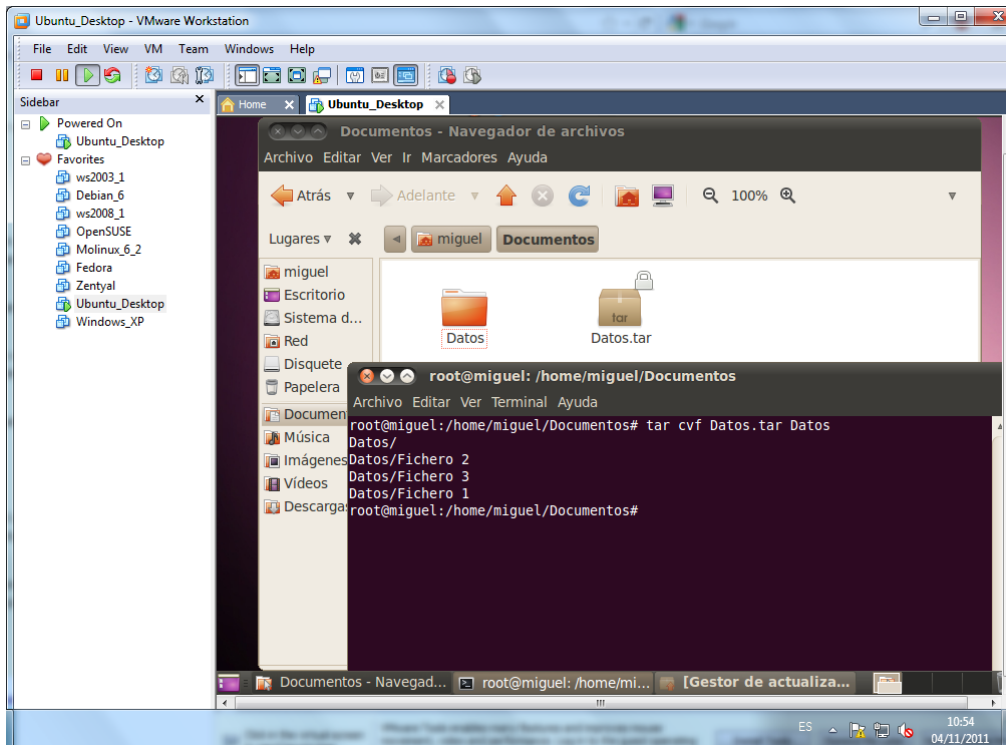 Ubuntu_Desktop - VMware Workstation
File Edit View VM Team Windows Help
Sidebar
Powered On
Ubuntu_Desktop
Favorites
ws2003_1
Debian_6
ws2008_1
OpenSUSE
Molinux_6_2
Fedora
Zentyal
Ubuntu_Desktop
Windows_XP
Home
Ubuntu_Desktop
Documentos - Navegador de archivos
Archivo Editar Ver Ir Marcadores Ayuda
Atrás Adelante 100%
Lugares miguel Documentos
miguel
Escritorio
Sistema d...
Red
Disquete
Papelera
Documen
Música
Imágenes
Vídeos
Descargas
Datos
tar
Datos.tar
root@miguel: /home/miguel/Documentos
Archivo Editar Ver Terminal Ayuda
root@miguel:/home/miguel/Documentos# tar cvf Datos.tar Datos
Datos/
Datos/Fichero 2
Datos/Fichero 3
Datos/Fichero 1
root@miguel:/home/miguel/Documentos#
Documentos - Navegad...
root@miguel: /home/mi...
[Gestor de actualiza...
ES
10:54
04/11/2011